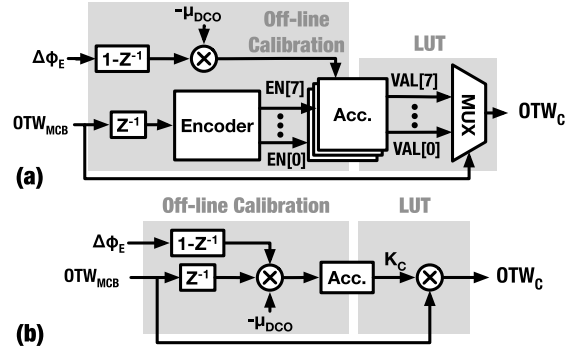 -μDCO
Off-line
Calibration
LUT
ΔΦE
1-Z-1
EN[7]
VAL[7]
OTWMCB
Z-1
Encoder
Acc.
MUX
OTWC
EN[0]
VAL[0]
(a)
Off-line Calibration
LUT
ΔΦE
1-Z-1
KC
OTWMCB
Z-1
Acc.
OTWC
-μDCO
(b)